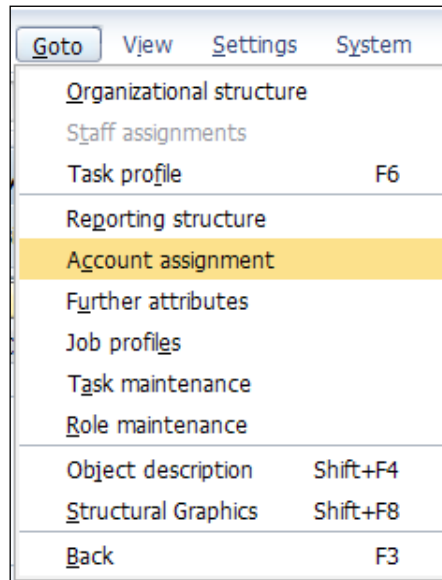 Goto View Settings System
Organizational structure
Staff assignments
Task profile F6
Reporting structure
Account assignment
Further attributes
Job profiles
Task maintenance
Role maintenance
Object description Shift+F4
Structural Graphics Shift+F8
Back F3